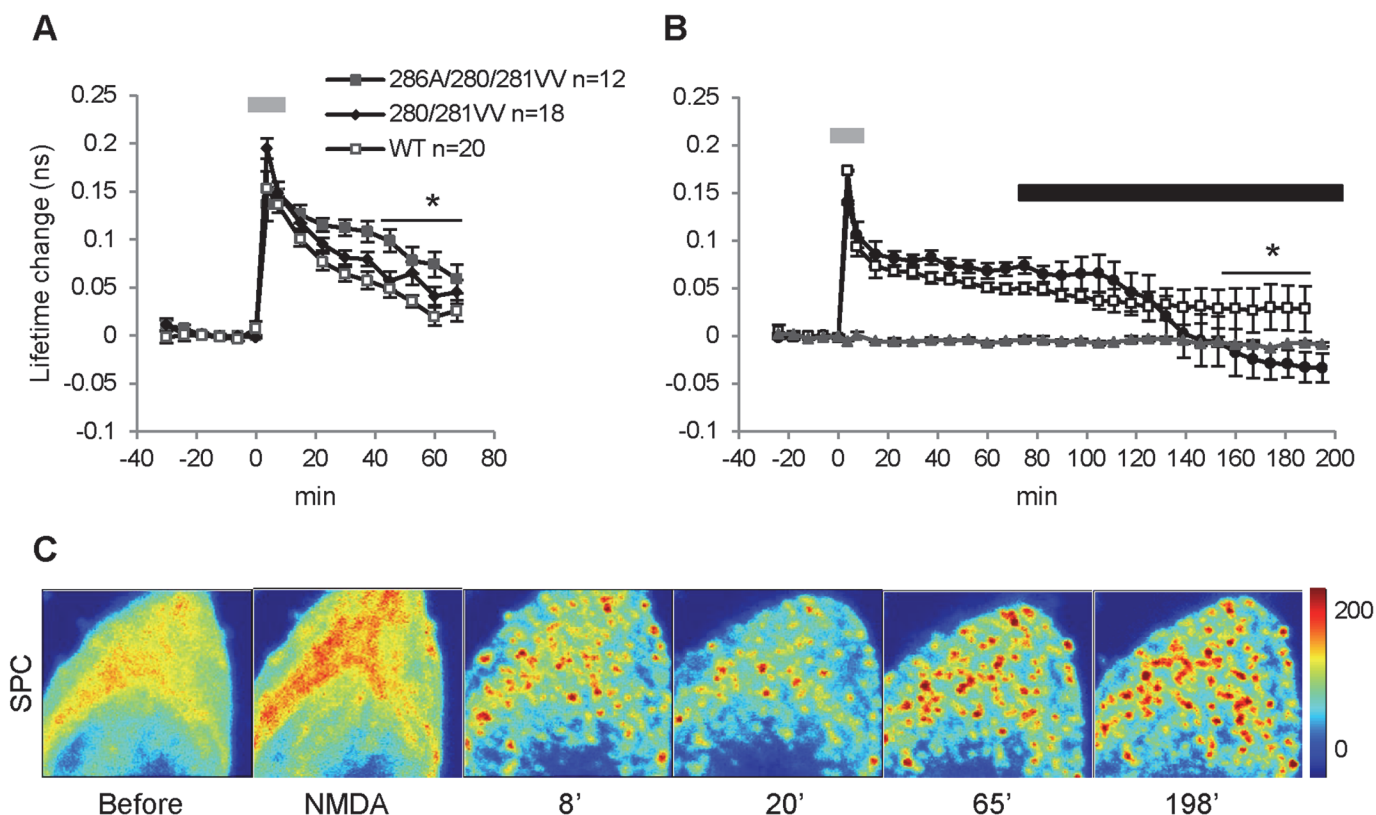 A
B
286A/280/281VV n=12
280/281VV n=18
WT n=20
Lifetime change (ns)
0.25
0.2
0.15
0.1
0.05
0
-0.05
-0.1
*
-40 -20 0 20 40 60 80
min
0.25
0.2
0.15
0.1
0.05
0
-0.05
-0.1
*
-40 -20 0 20 40 60 80 100 120 140 160 180 200
min
C
SPC
200
0
Before NMDA 8' 20' 65' 198'